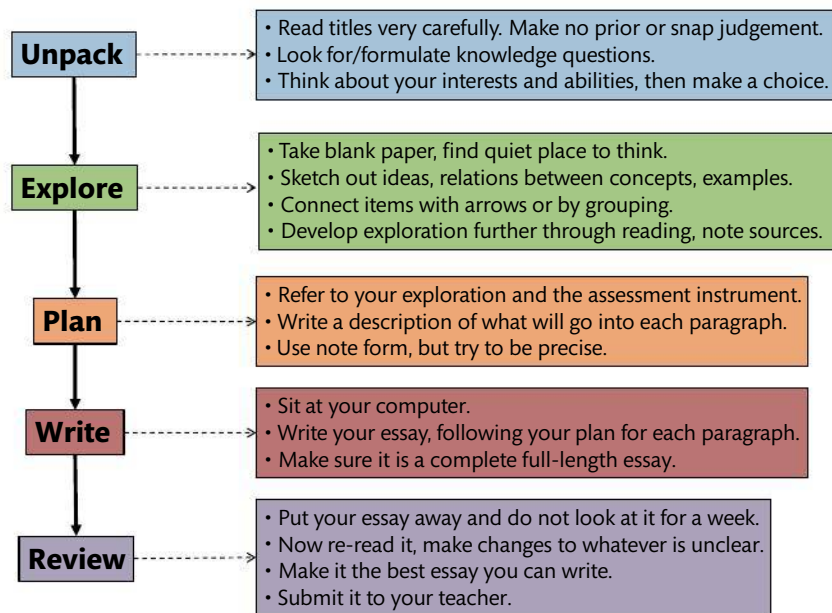 Unpack
• Read titles very carefully. Make no prior or snap judgement.
• Look for/formulate knowledge questions.
• Think about your interests and abilities, then make a choice.
Explore
• Take blank paper, find quiet place to think.
• Sketch out ideas, relations between concepts, examples.
• Connect items with arrows or by grouping.
• Develop exploration further through reading, note sources.
Plan
• Refer to your exploration and the assessment instrument.
• Write a description of what will go into each paragraph.
• Use note form, but try to be precise.
Write
• Sit at your computer.
• Write your essay, following your plan for each paragraph.
• Make sure it is a complete full-length essay.
Review
• Put your essay away and do not look at it for a week.
• Now re-read it, make changes to whatever is unclear.
• Make it the best essay you can write.
• Submit it to your teacher.